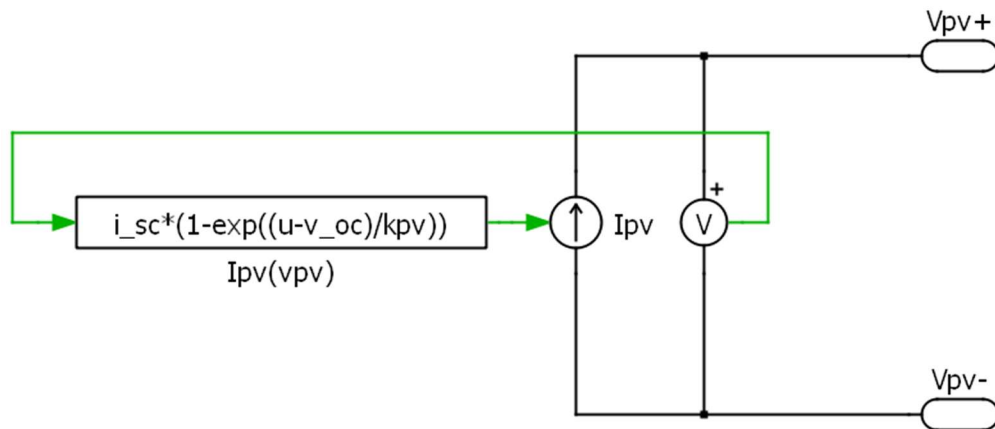 Vpv+
i_sc*(1-exp((u-v_oc)/kpv))
Ipv
+
V
Ipv(vpv)
Vpv-